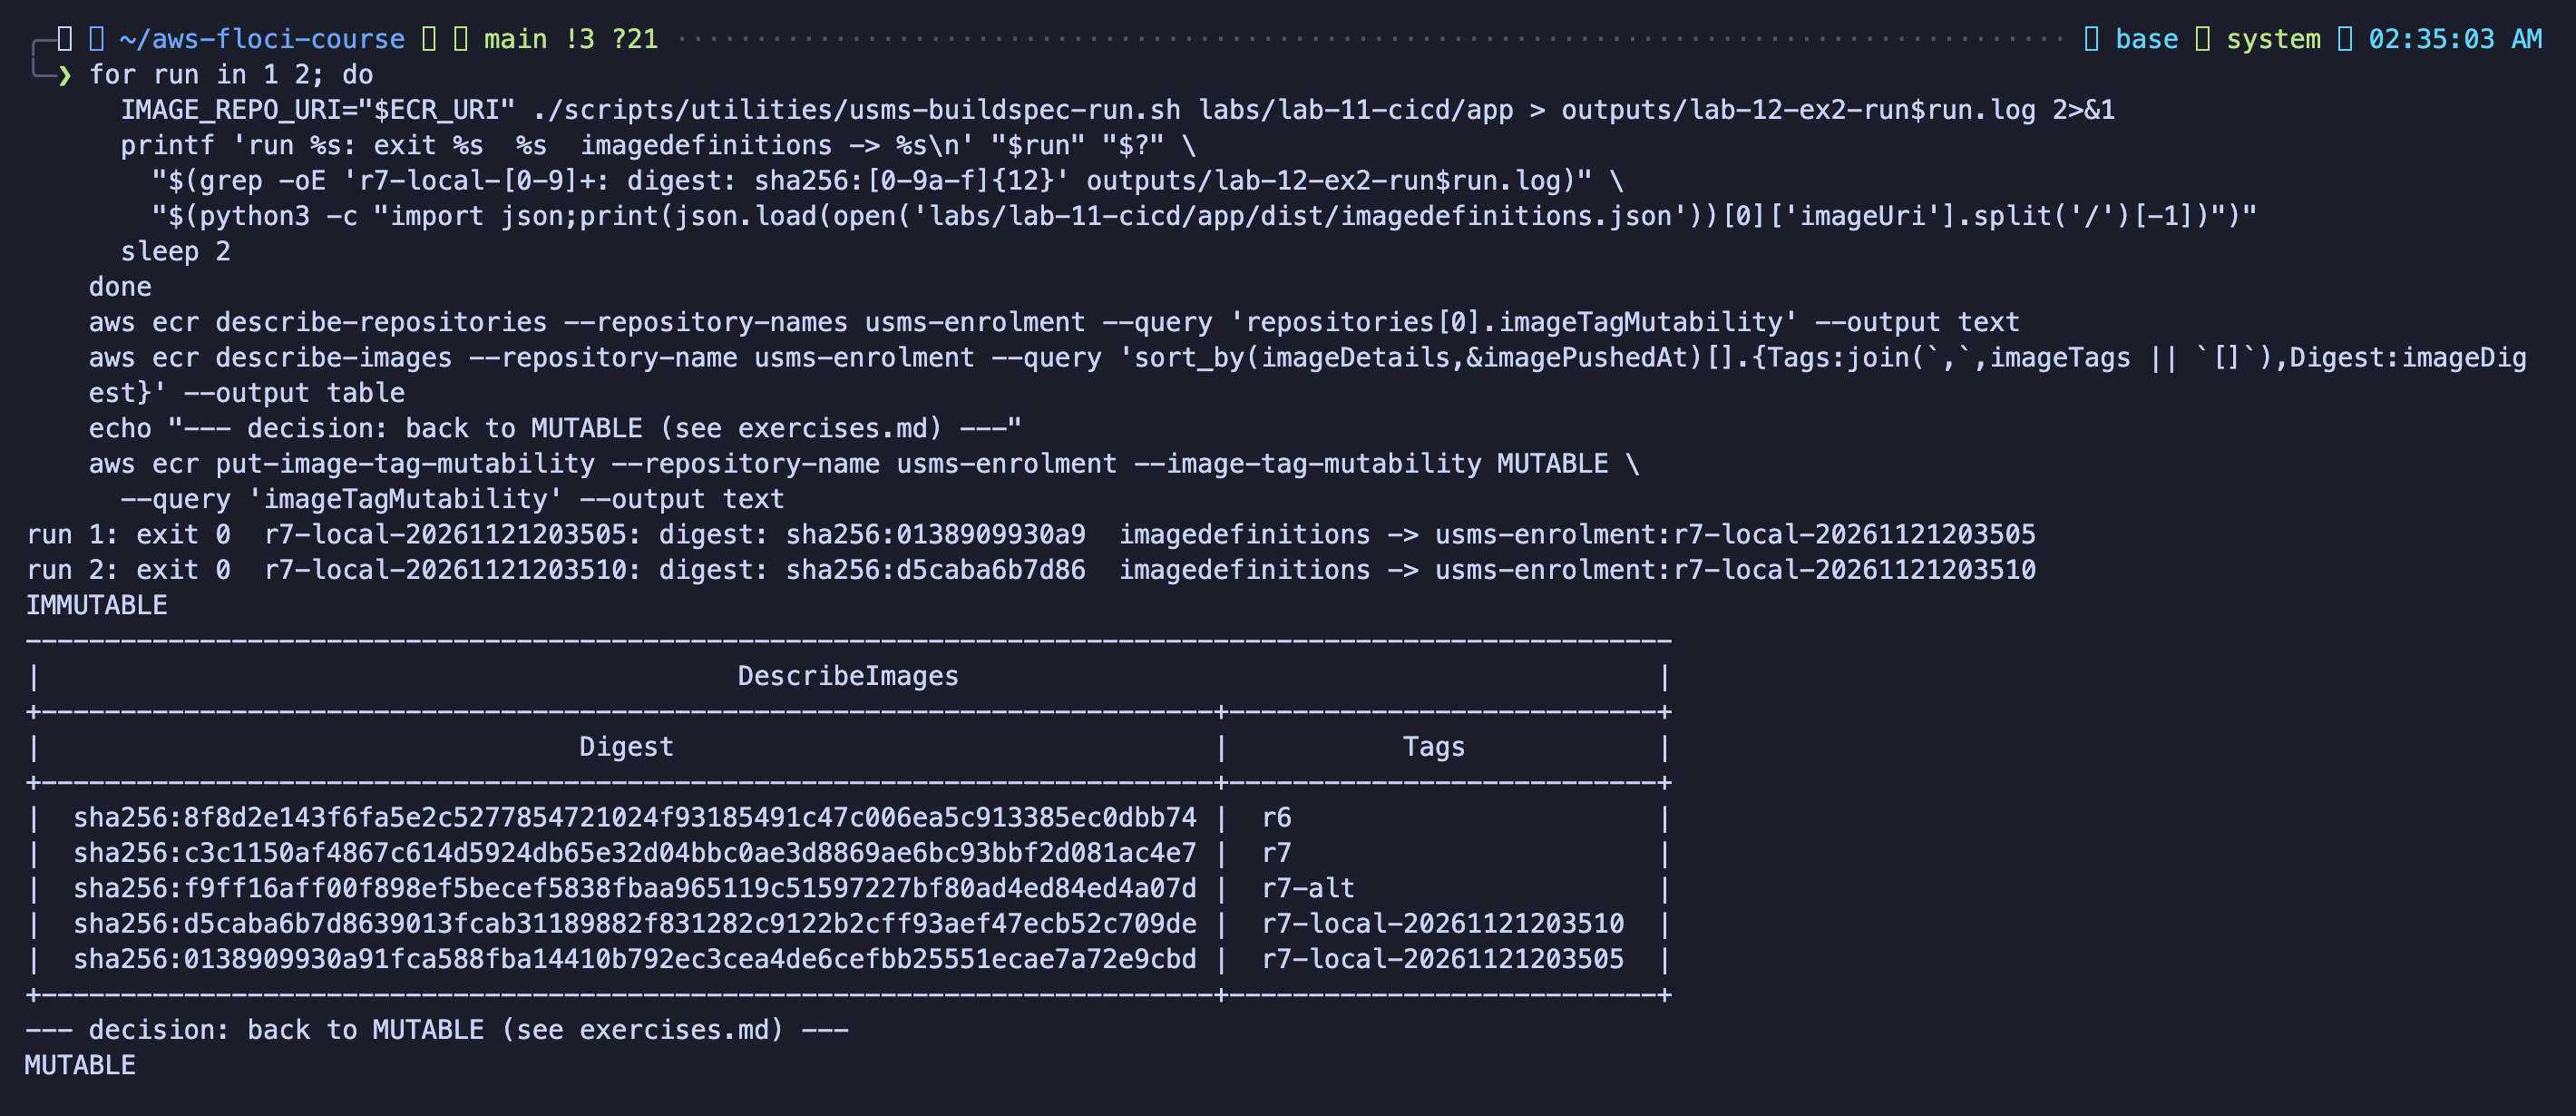 ~/aws-floci-course main !3 ?21 base system 02:35:03 AM
❯ for run in 1 2; do
IMAGE_REPO_URI="$ECR_URI" ./scripts/utilities/usms-buildspec-run.sh labs/lab-11-cicd/app > outputs/lab-12-ex2-run$run.log 2>&1
printf 'run %s: exit %s  %s  imagedefinitions -> %s\n' "$run" "$?" \
"$(grep -oE 'r7-local-[0-9]+: digest: sha256:[0-9a-f]{12}' outputs/lab-12-ex2-run$run.log)" \
"$(python3 -c "import json;print(json.load(open('labs/lab-11-cicd/app/dist/imagedefinitions.json'))[0]['imageUri'].split('/')[-1])")"
sleep 2
done
aws ecr describe-repositories --repository-names usms-enrolment --query 'repositories[0].imageTagMutability' --output text
aws ecr describe-images --repository-name usms-enrolment --query 'sort_by(imageDetails,&imagePushedAt)[].{Tags:join(`,`,imageTags || `[]`),Digest:imageDig
est}' --output table
echo "--- decision: back to MUTABLE (see exercises.md) ---"
aws ecr put-image-tag-mutability --repository-name usms-enrolment --image-tag-mutability MUTABLE \
--query 'imageTagMutability' --output text
run 1: exit 0  r7-local-20261121203505: digest: sha256:0138909930a9  imagedefinitions -> usms-enrolment:r7-local-20261121203505
run 2: exit 0  r7-local-20261121203510: digest: sha256:d5caba6b7d86  imagedefinitions -> usms-enrolment:r7-local-20261121203510
IMMUTABLE
| DescribeImages |
| Digest | Tags |
| sha256:8f8d2e143f6fa5e2c5277854721024f93185491c47c006ea5c913385ec0dbb74 | r6 |
| sha256:c3c1150af4867c614d5924db65e32d04bbc0ae3d8869ae6bc93bbf2d081ac4e7 | r7 |
| sha256:f9ff16aff00f898ef5becef5838fbaa965119c51597227bf80ad4ed84ed4a07d | r7-alt |
| sha256:d5caba6b7d8639013fcab31189882f831282c9122b2cff93aef47ecb52c709de | r7-local-20261121203510 |
| sha256:0138909930a91fca588fba14410b792ec3cea4de6cefbb25551ecae7a72e9cbd | r7-local-20261121203505 |
--- decision: back to MUTABLE (see exercises.md) ---
MUTABLE